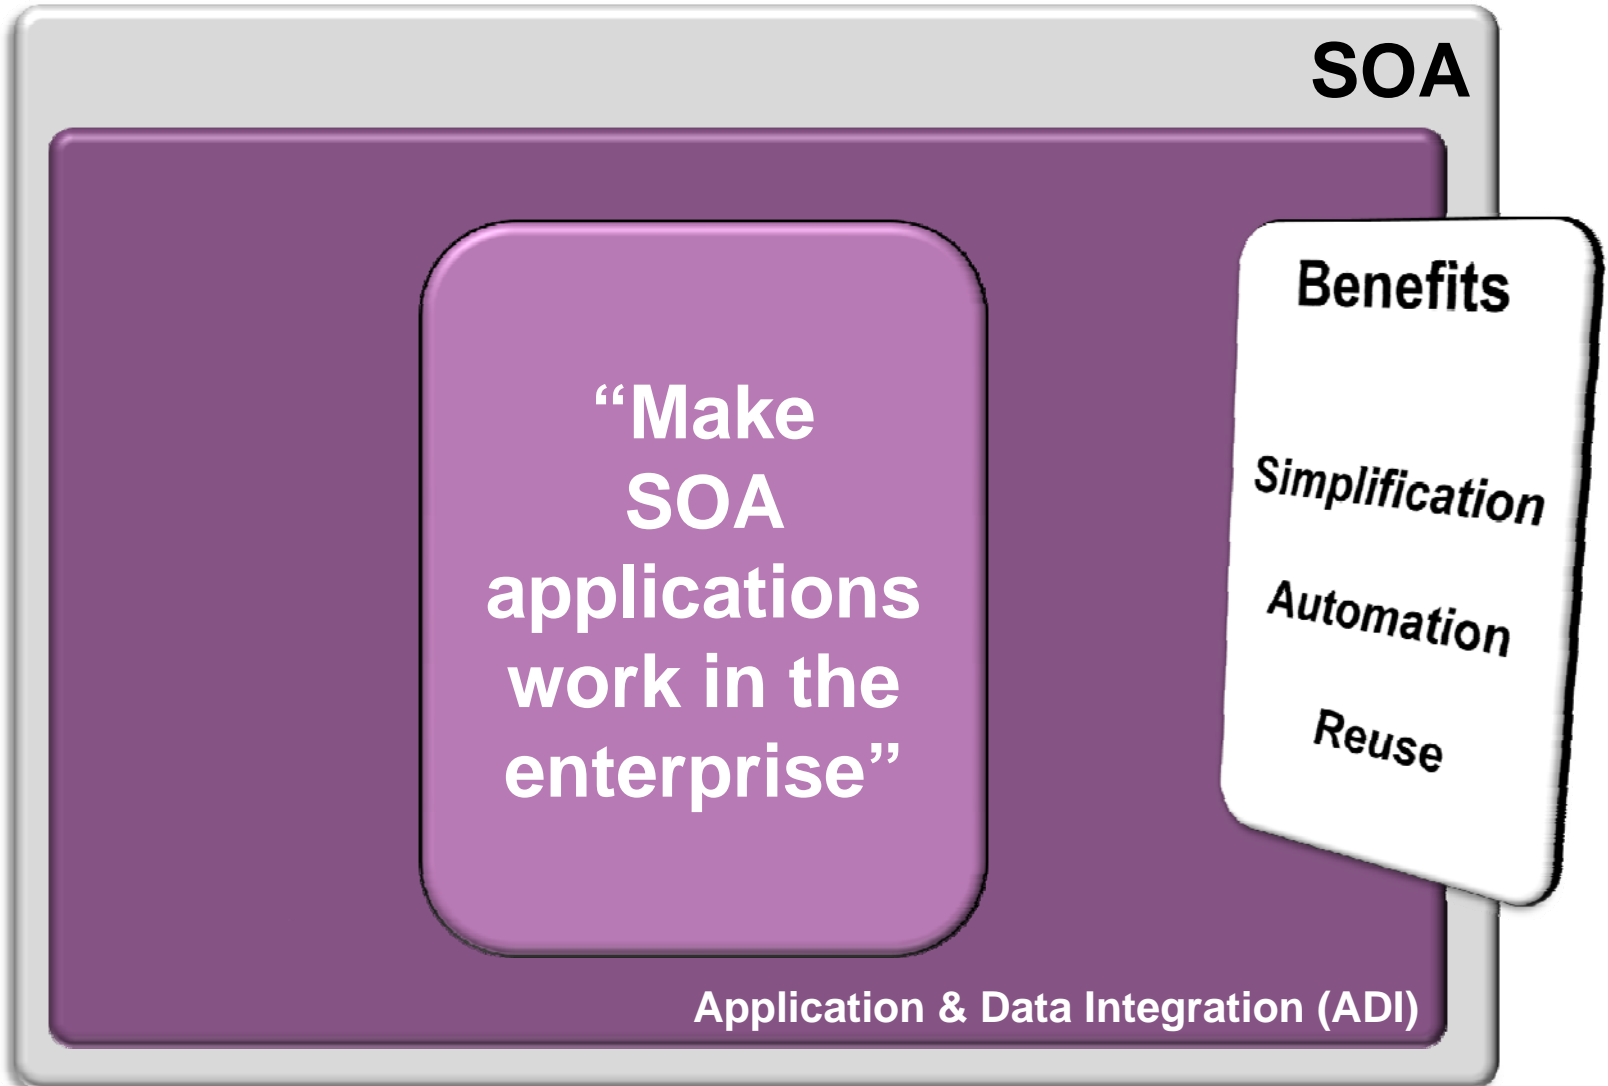 SOA
“Make
SOA
applications
work in the
enterprise”
Benefits
Simplification
Automation
Reuse
Application & Data Integration (ADI)